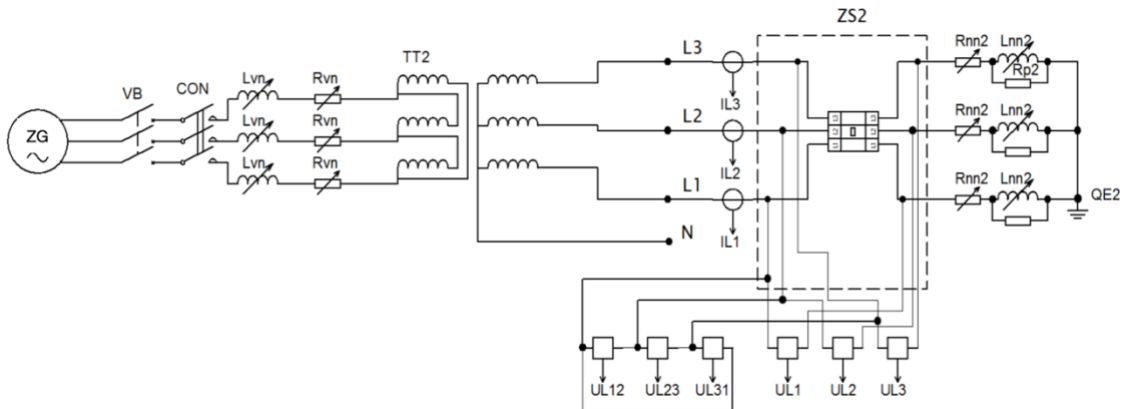 ZS2
L3
Rnn2 Lnn2
TT2
Rp2
Lvn Rvn
VB CON
IL3
ZG
L2
Rnn2 Lnn2
Lvn Rvn
IL2
Lvn Rvn
L1
Rnn2 Lnn2
QE2
N
IL1
UL12 UL23 UL31 UL1 UL2 UL3